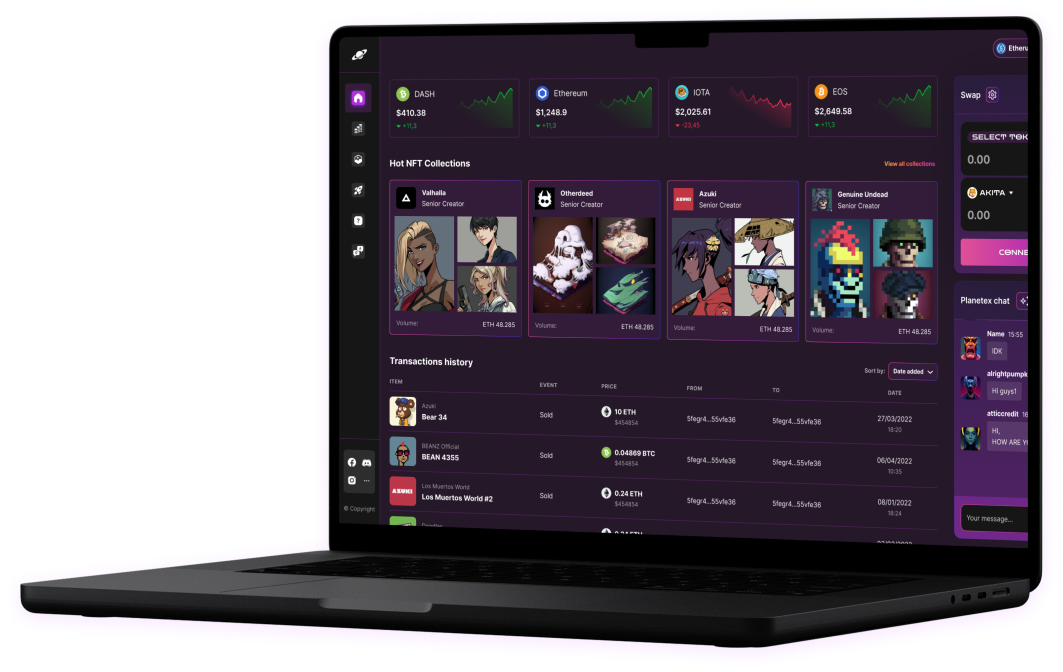 Etheru
DASH
$410.38
+11,3
Ethereum
$1,248.9
+11,3
IOTA
$2,025.61
-23,45
EOS
$2,649.58
+11,3
Hot NFT Collections
View all collections
Valhalla
Senior Creator
Volume:
ETH 48.285
Otherdeed
Senior Creator
Volume:
ETH 48.285
AZUKI
Azuki
Senior Creator
Volume:
ETH 48.285
Genuine Undead
Senior Creator
Volume:
ETH 48.285
Transactions history
Sort by:
Date added
ITEM EVENT PRICE FROM TO DATE
Azuki
Bear 34
Sold
10 ETH
$454854
5fegr4...55vfe36
5fegr4...55vfe36
27/03/2022
18:20
BEANZ Official
BEAN 4355
Sold
0.04869 BTC
$454854
5fegr4...55vfe36
5fegr4...55vfe36
06/04/2022
10:35
AZUKI
Los Muertos World
Los Muertos World #2
Sold
0.24 ETH
$454854
5fegr4...55vfe36
5fegr4...55vfe36
08/01/2022
18:24
© Copyright
Swap
SELECT TOK
0.00
AKITA
0.00
CONNE
Planetex chat
Name 15:55
IDK
alrightpumpk
Hi guys1
atticcredit 16
Hi,
HOW ARE YO
Your message...